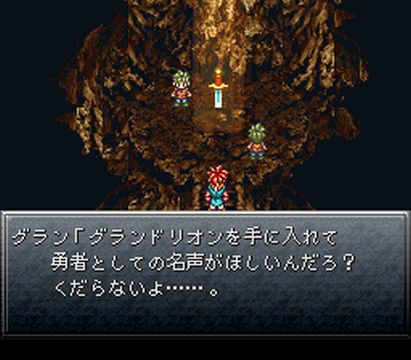 グラン「グランドリオンを手に入れて
勇者としての名声がほしいんだろ？
くだらないよ……。